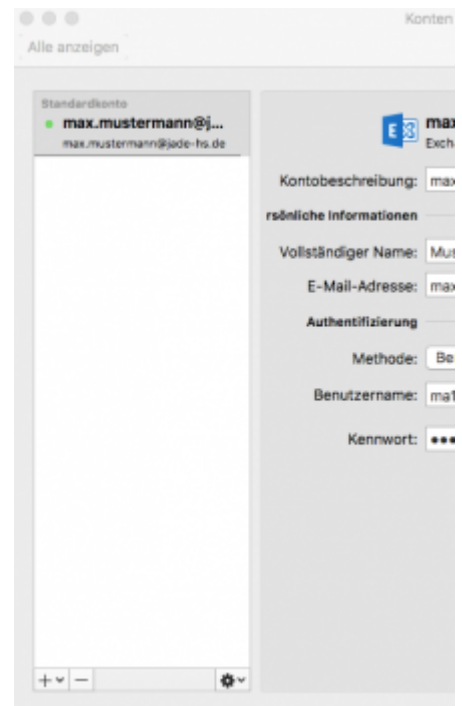 Konten
Alle anzeigen
Standardkonto
max.mustermann@j...
max.mustermann@jade-hs.de
max
Exch
Kontobeschreibung: max
rsönliche Informationen
Vollständiger Name: Mus
E-Mail-Adresse: max
Authentifizierung
Methode: Be
Benutzername: ma1
Kennwort: ●●●